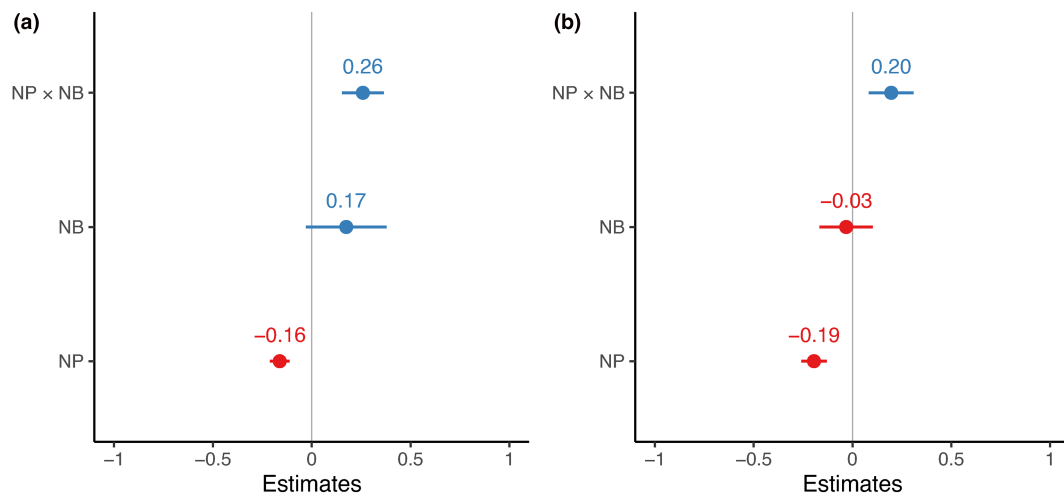 (a)
0.26
NP × NB
0.17
NB
−0.16
NP
−1 −0.5 0 0.5 1
Estimates
(b)
0.20
NP × NB
−0.03
NB
−0.19
NP
−1 −0.5 0 0.5 1
Estimates